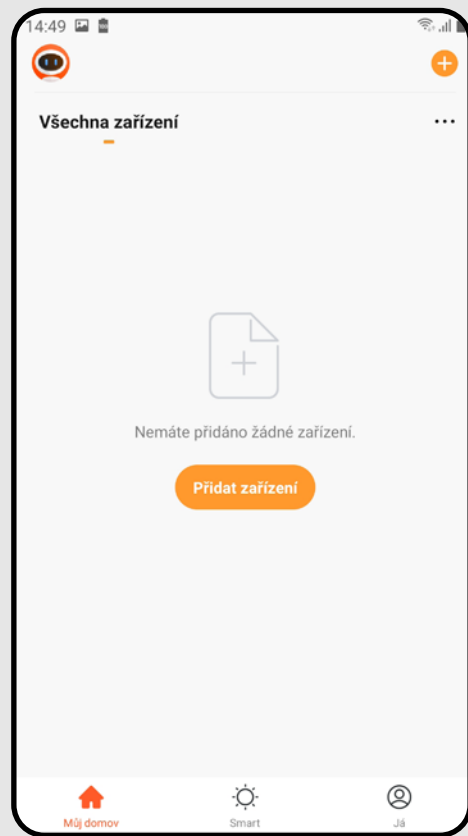 14:49
Všechna zařízení
Nemáte přidáno žádné zařízení.
Přidat zařízení
Můj domov
Smart
Já